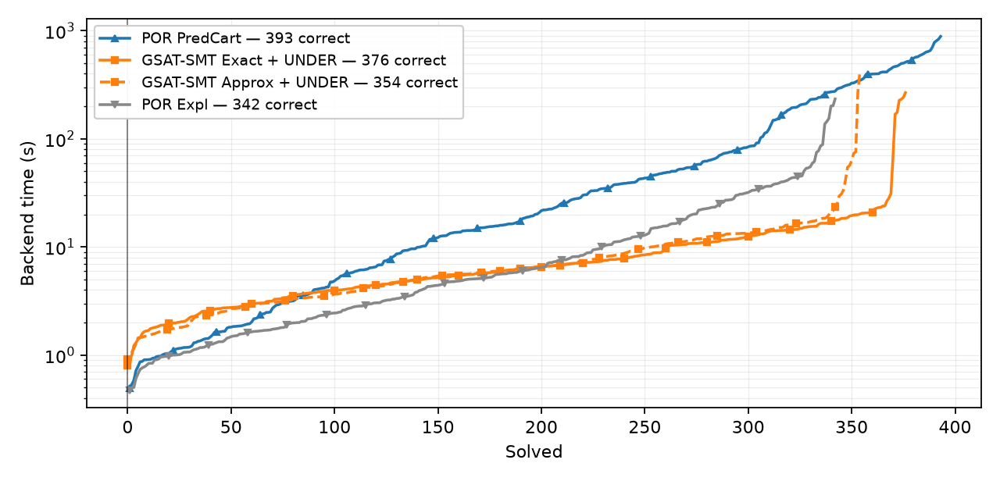 POR PredCart — 393 correct
GSAT-SMT Exact + UNDER — 376 correct
GSAT-SMT Approx + UNDER — 354 correct
POR Expl — 342 correct
Backend time (s)
10³
10²
10¹
10⁰
0 50 100 150 200 250 300 350 400
Solved